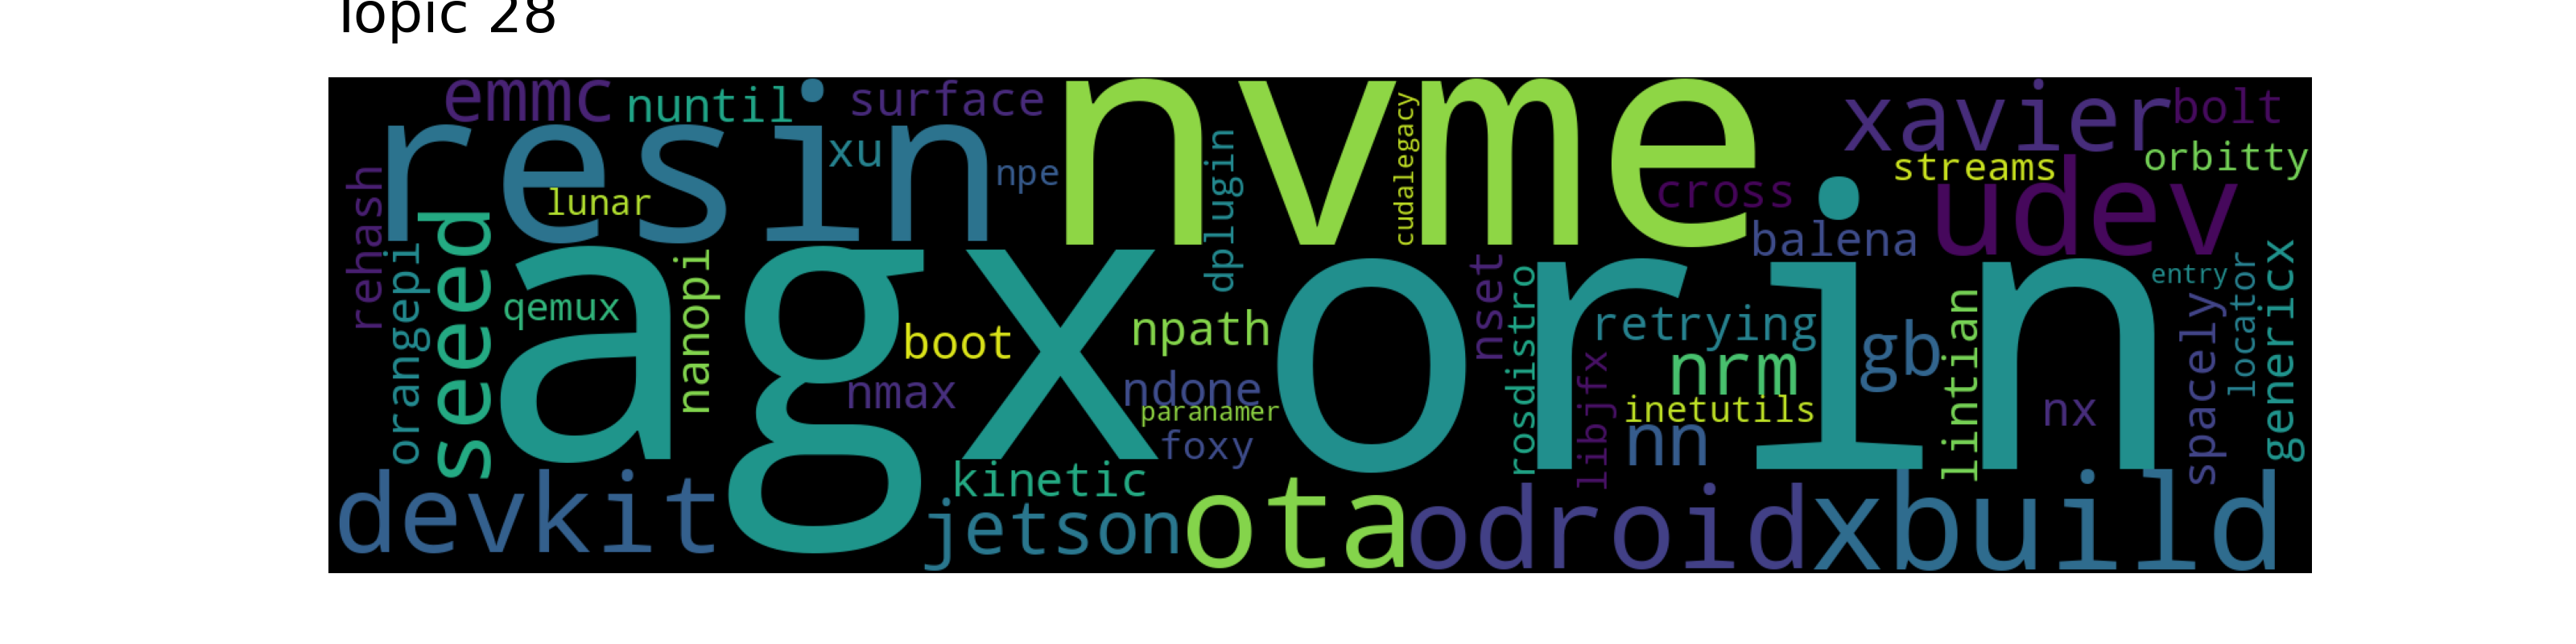 Topic 28
emmc
nuntil
surface
nvme
xavier
bolt
resin
xu
npe
dplugin
cudalegacy
cross
streams
orbitty
udev
balena
rehash
lunar
seeed
orangepi
qemux
agx
nanopi
boot
nmax
npath
ndone
paranamer
foxy
orin
nset
rosdistro
libjfx
retrying
nrm
inetutils
nn
gb
lintian
nx
entry
spacely
locator
genericx
devkit
kinetic
jetson
ota
odroid
xbuild